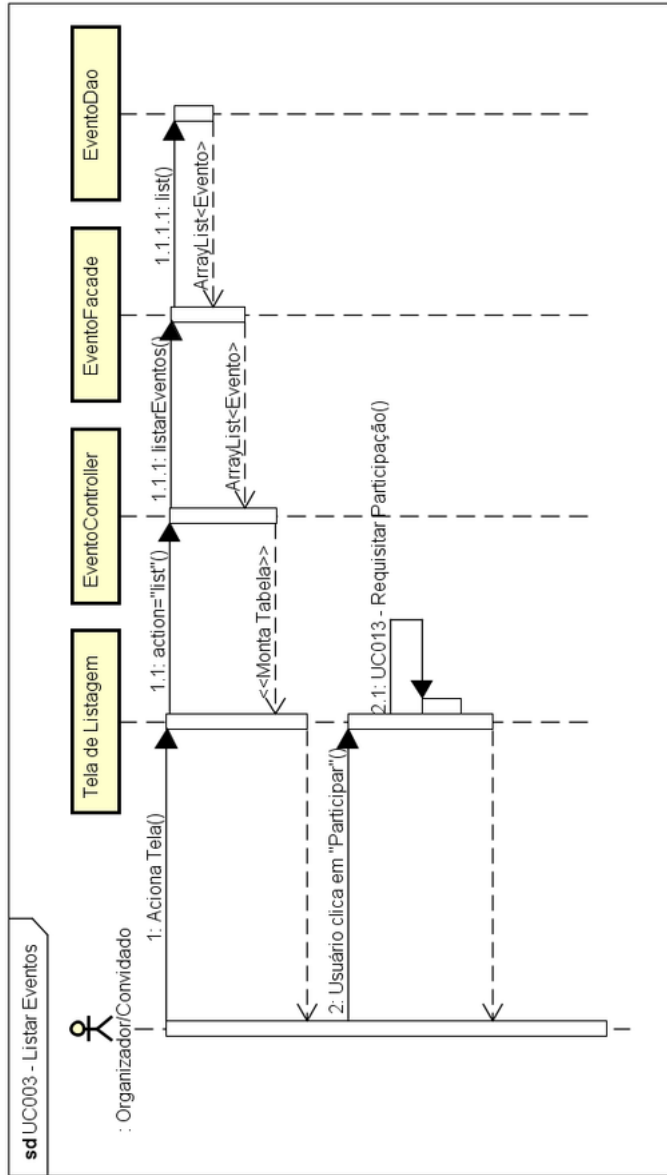 sd UC003 - Listar Eventos
: Organizador/Convidado
Tela de Listagem
EventoController
EventoFacade
EventoDao
1: Aciona Tela()
1.1: action="list"()
1.1.1: listarEventos()
1.1.1.1: list()
ArrayList<Evento>
ArrayList<Evento>
<<Monta Tabela>>
2: Usuário clica em "Participar"()
2.1: UC013 - Requisitar Participação()